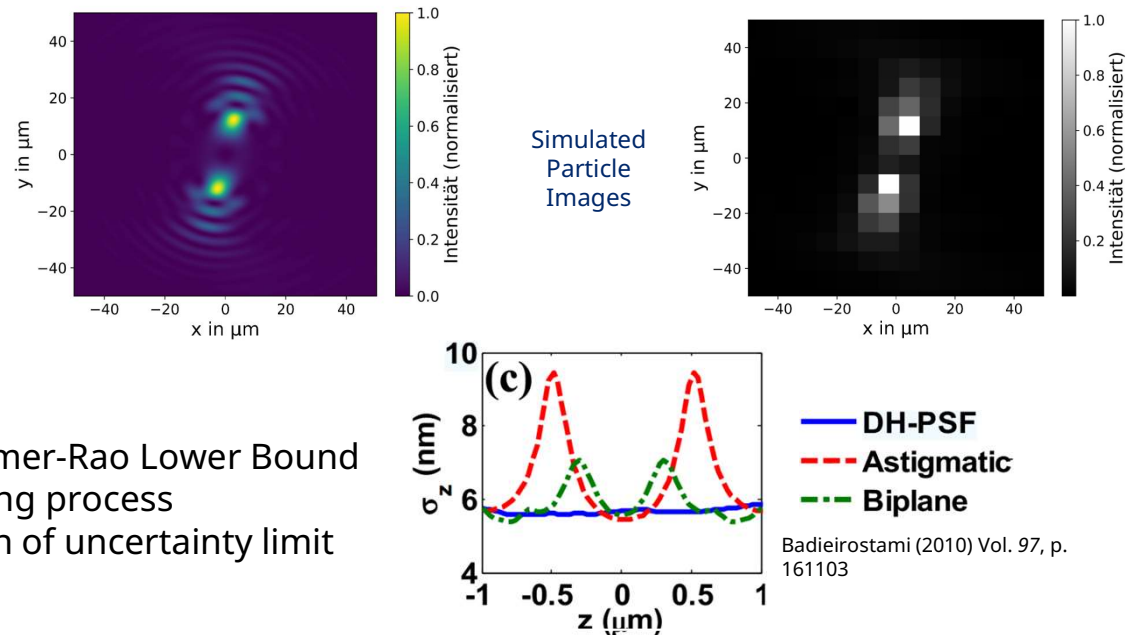 40
20
0
−20
−40
y in µm
−40
−20
0
20
40
x in µm
1.0
0.8
0.6
0.4
0.2
0.0
Intensität (normalisiert)
Simulated
Particle
Images
40
20
0
−20
−40
y in µm
−40
−20
0
20
40
x in µm
1.0
0.8
0.6
0.4
0.2
Intensität (normalisiert)
mer-Rao Lower Bound
ng process
n of uncertainty limit
(c)
10
8
6
4
σz (nm)
-1
-0.5
0
0.5
1
z (µm)
DH-PSF
Astigmatic
Biplane
Badieirostami (2010) Vol. 97, p.
161103